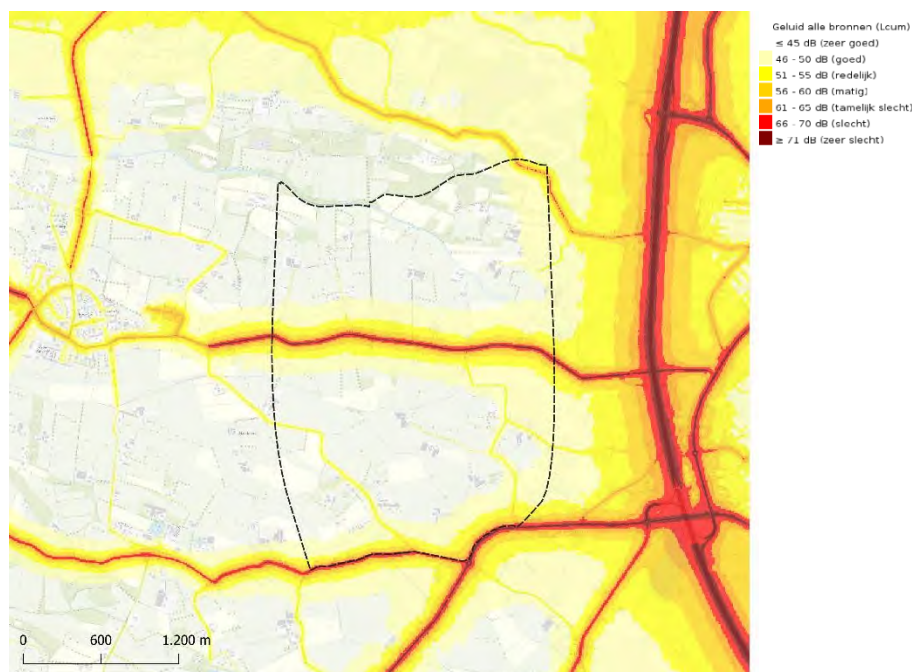 Geluid alle bronnen (Lcum)
≤ 45 dB (zeer goed)
46 - 50 dB (goed)
51 - 55 dB (redelijk)
56 - 60 dB (matig)
61 - 65 dB (tamelijk slecht)
66 - 70 dB (slecht)
≥ 71 dB (zeer slecht)
0 600 1.200 m